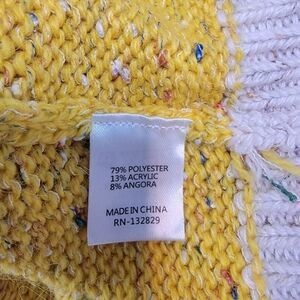 79% POLYESTER
13% ACRYLIC
8% ANGORA
MADE IN CHINA
RN-132829